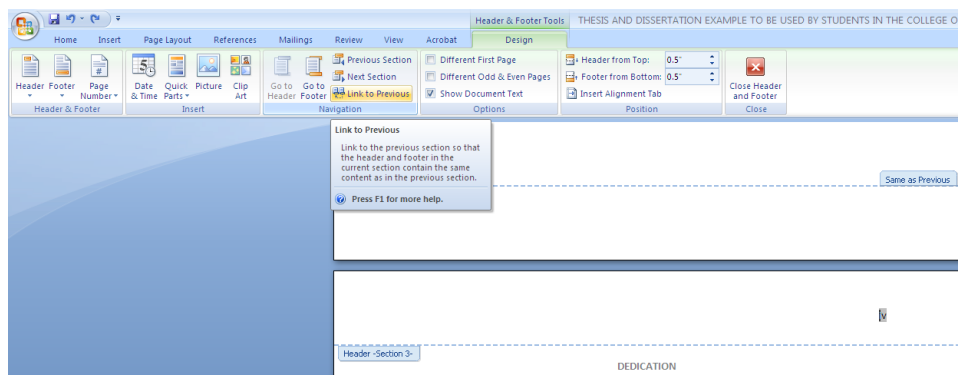 Header & Footer Tools THESIS AND DISSERTATION EXAMPLE TO BE USED BY STUDENTS IN THE COLLEGE O
Home Insert Page Layout References Mailings Review View Acrobat Design
Header Footer Page Number
Header & Footer
Date & Time Quick Parts Picture Clip Art
Insert
Go to Header Go to Footer
Previous Section
Next Section
Link to Previous
Navigation
Different First Page
Different Odd & Even Pages
Show Document Text
Options
Header from Top: 0.5"
Footer from Bottom: 0.5"
Insert Alignment Tab
Position
Close Header
and Footer
Close
Link to Previous
Link to the previous section so that
the header and footer in the
current section contain the same
content as in the previous section.
Press F1 for more help.
Same as Previous
v
Header -Section 3-
DEDICATION